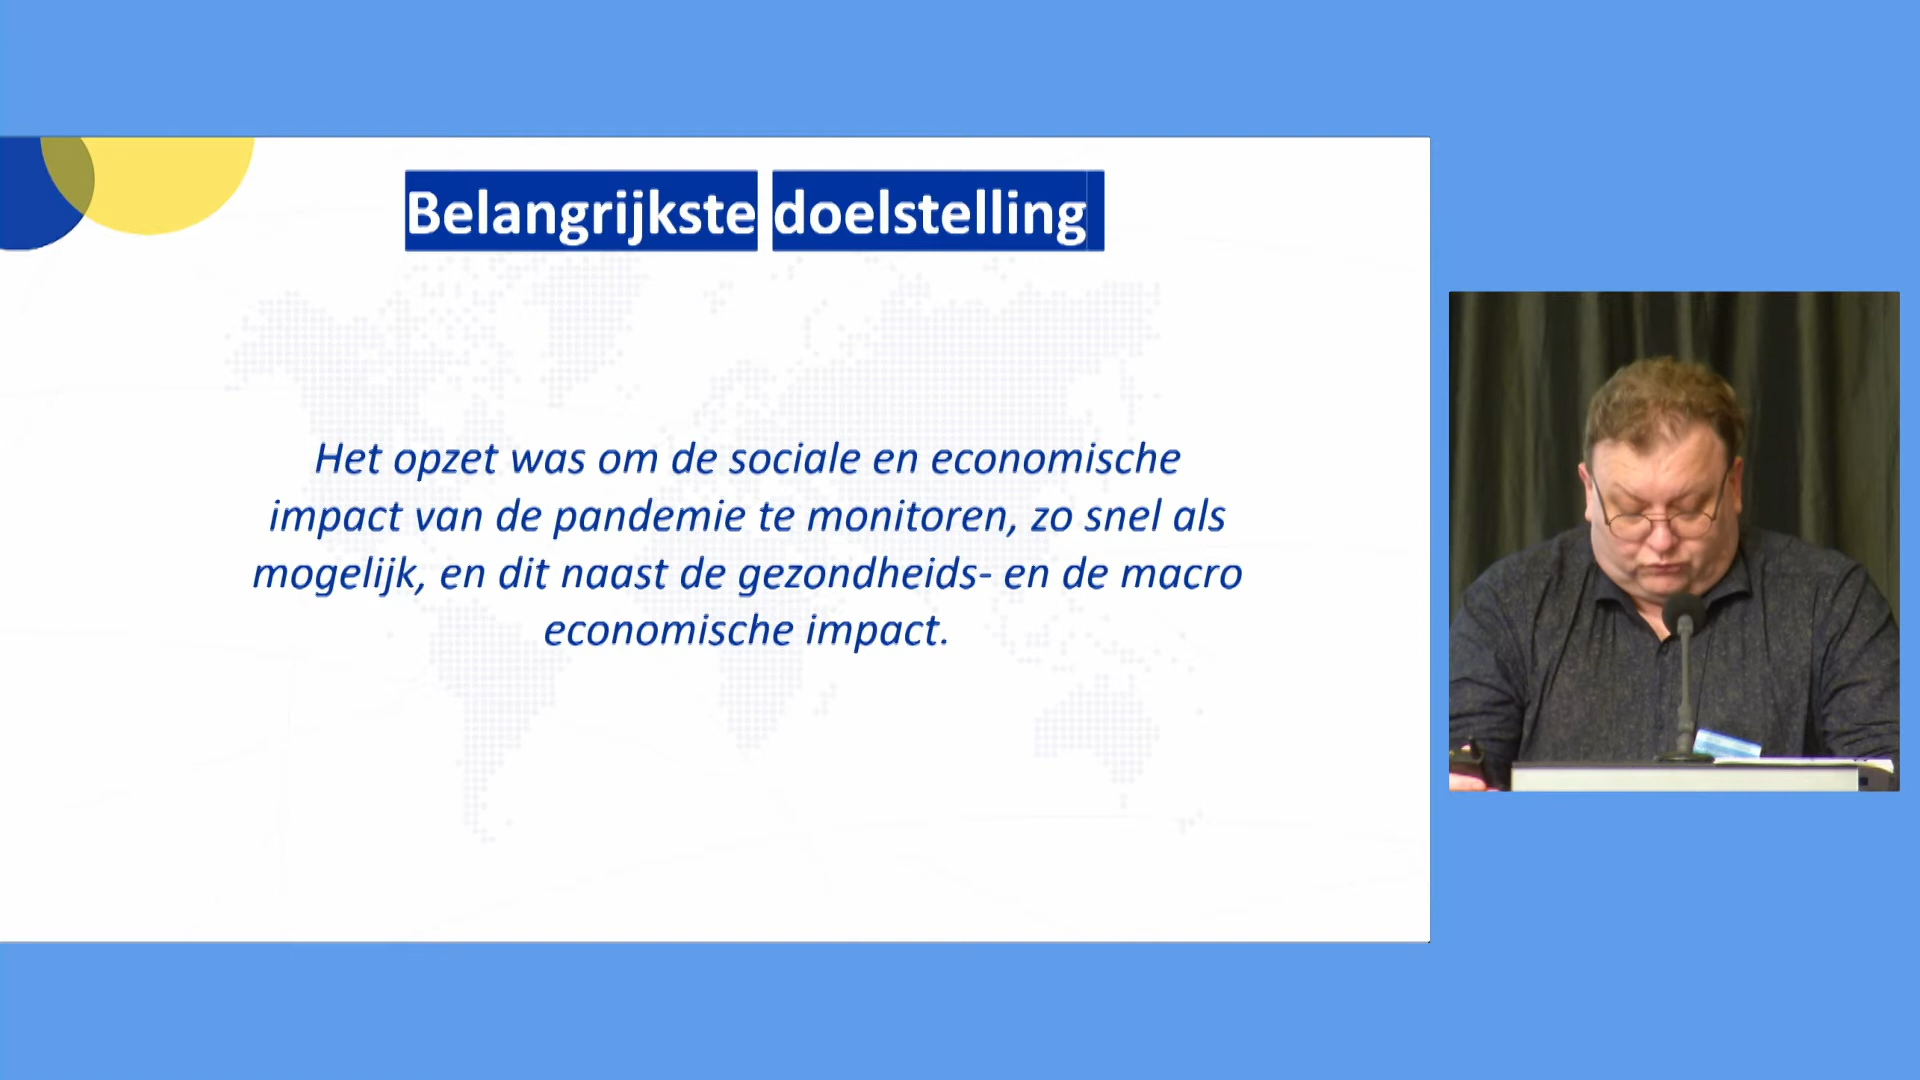 Belangrijkste doelstelling
Het opzet was om de sociale en economische
impact van de pandemie te monitoren, zo snel als
mogelijk, en dit naast de gezondheids- en de macro
economische impact.